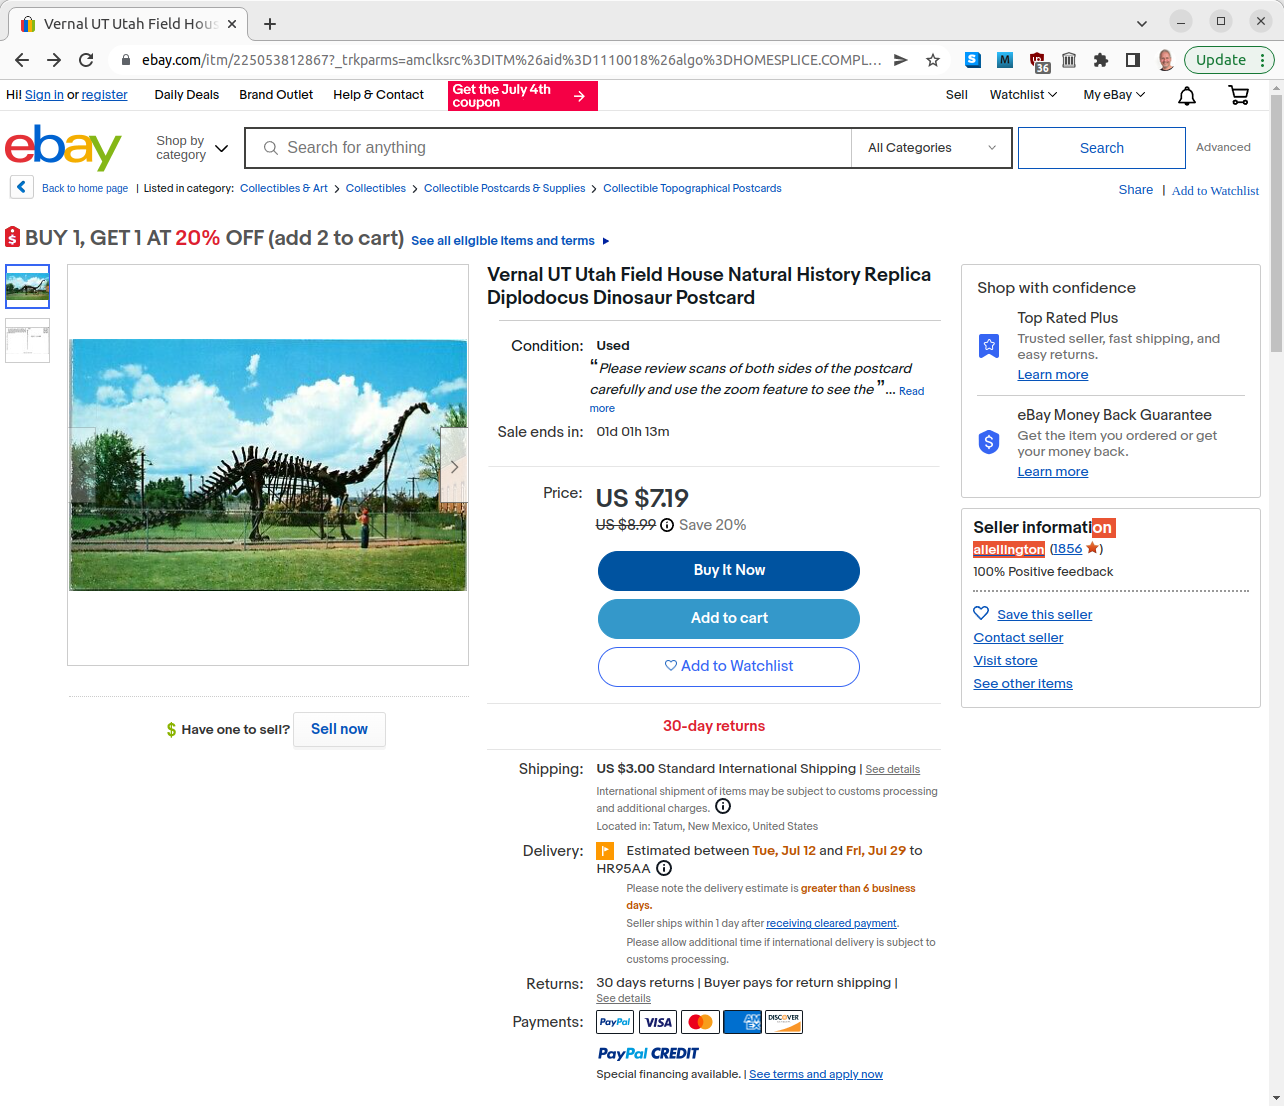 Vernal UT Utah Field Hous
ebay.com/itm/225053812867?_trkparms=amclksrc%3DITM%26aid%3D1110018%26algo%3DHOMESPLICE.COMPL...
36
Update
Hi! Sign in or register
Daily Deals
Brand Outlet
Help & Contact
Get the July 4th
coupon
Sell
Watchlist
My eBay
ebay
Shop by
category
Search for anything
All Categories
Search
Advanced
Back to home page | Listed in category: Collectibles & Art > Collectibles > Collectible Postcards & Supplies > Collectible Topographical Postcards
Share | Add to Watchlist
BUY 1, GET 1 AT 20% OFF (add 2 to cart) See all eligible items and terms
Vernal UT Utah Field House Natural History Replica
Diplodocus Dinosaur Postcard
Condition: Used
“Please review scans of both sides of the postcard
carefully and use the zoom feature to see the ”... Read
more
Sale ends in: 01d 01h 13m
Price: US $7.19
US $8.99 Save 20%
Buy It Now
Add to cart
Add to Watchlist
30-day returns
Have one to sell? Sell now
Shipping: US $3.00 Standard International Shipping | See details
International shipment of items may be subject to customs processing
and additional charges.
Located in: Tatum, New Mexico, United States
Delivery: Estimated between Tue, Jul 12 and Fri, Jul 29 to
HR95AA
Please note the delivery estimate is greater than 6 business
days.
Seller ships within 1 day after receiving cleared payment.
Please allow additional time if international delivery is subject to
customs processing.
Returns: 30 days returns | Buyer pays for return shipping |
See details
Payments: PayPal VISA AMEX DISCOVER
PayPal CREDIT
Special financing available. | See terms and apply now
Shop with confidence
Top Rated Plus
Trusted seller, fast shipping, and
easy returns.
Learn more
eBay Money Back Guarantee
Get the item you ordered or get
your money back.
Learn more
Seller information
allellington (1856)
100% Positive feedback
Save this seller
Contact seller
Visit store
See other items